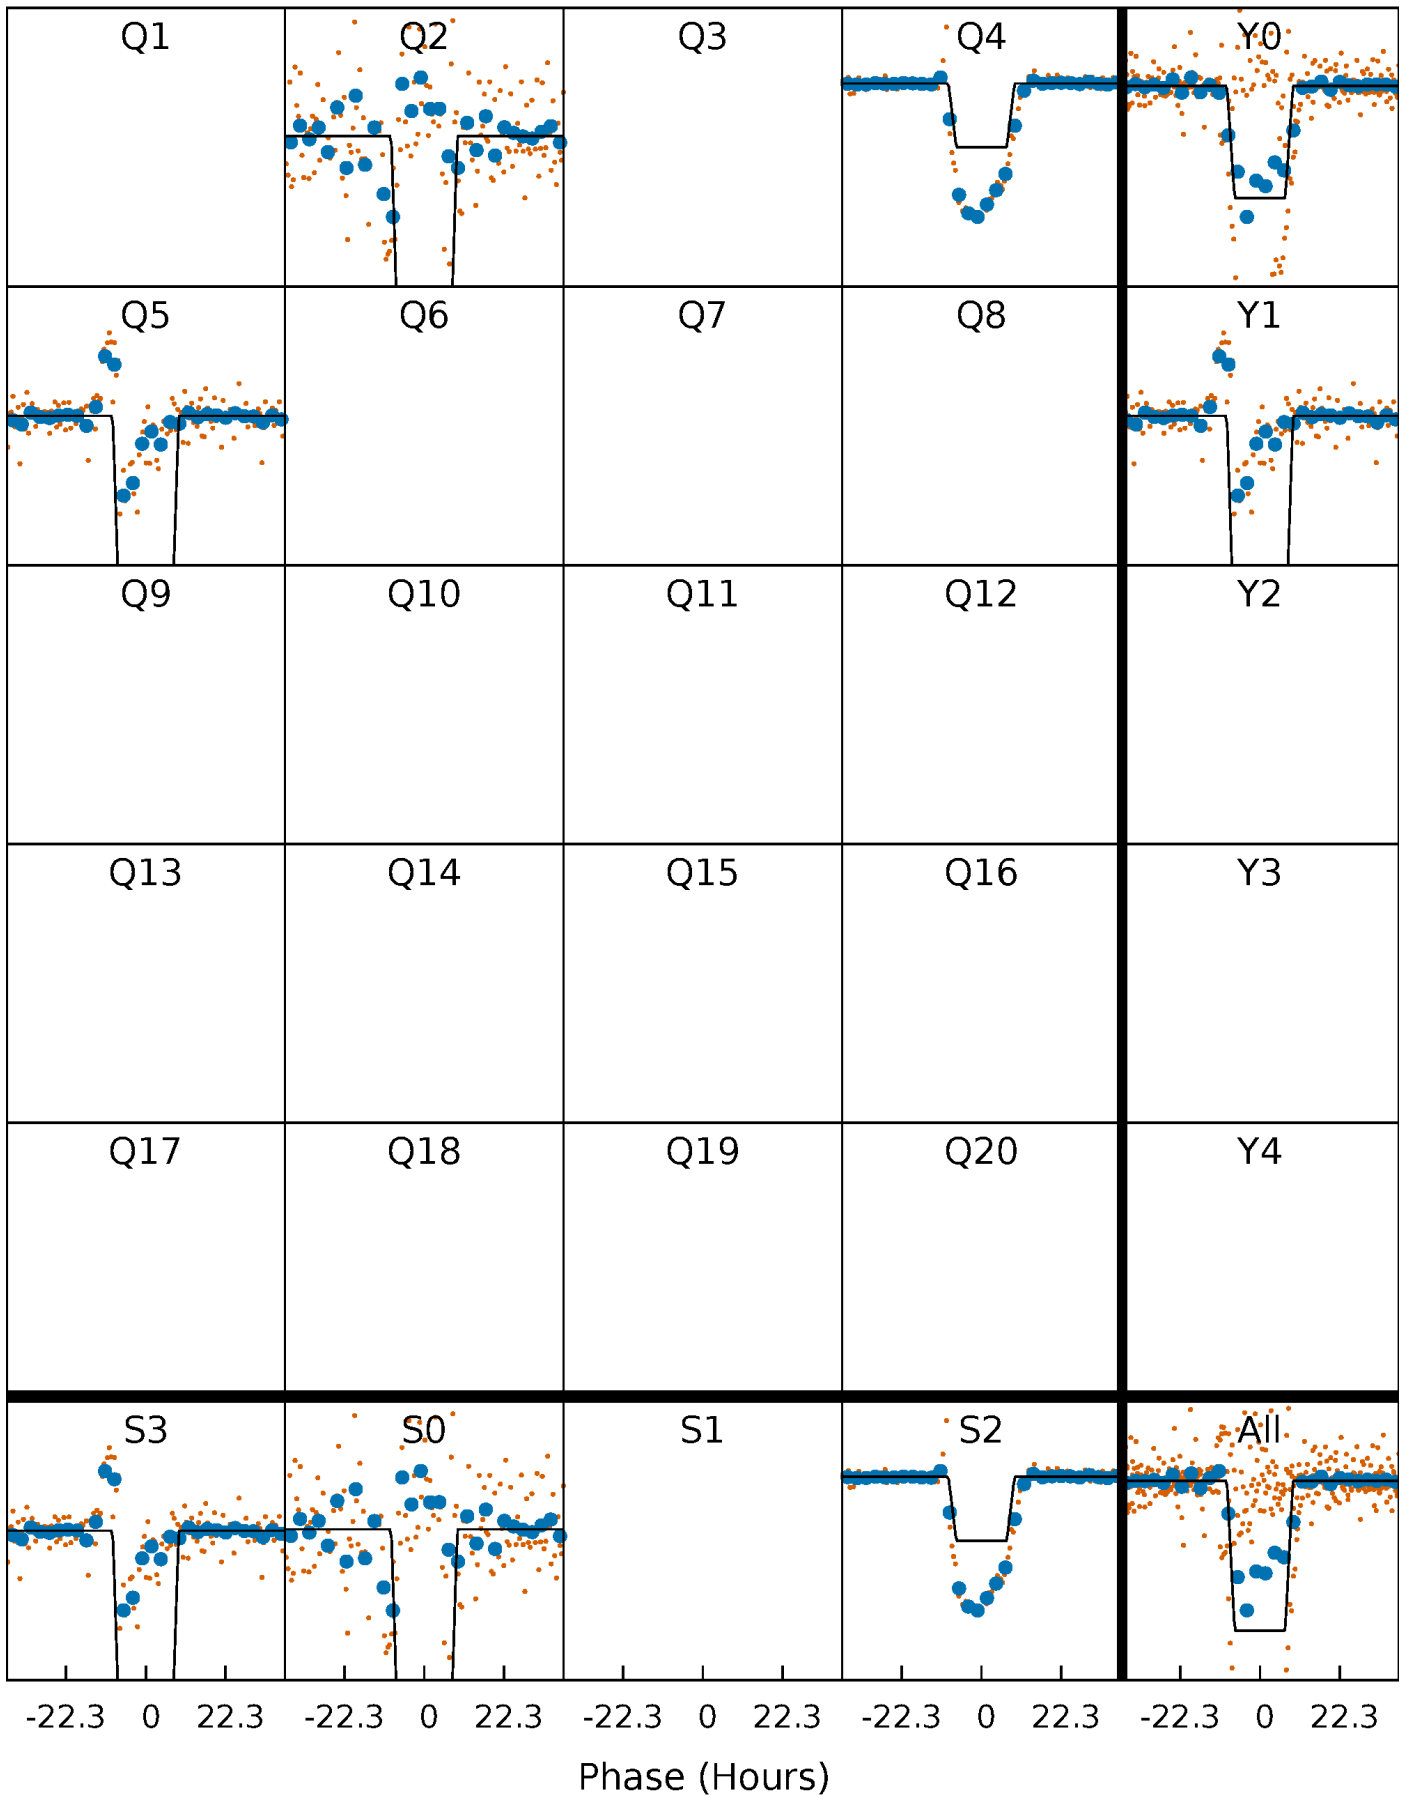 Q1 Q2 Q3 Q4 Y0
Q5 Q6 Q7 Q8 Y1
Q9 Q10 Q11 Q12 Y2
Q13 Q14 Q15 Q16 Y3
Q17 Q18 Q19 Q20 Y4
S3 S0 S1 S2 All
-22.3 0 22.3 -22.3 0 22.3 -22.3 0 22.3 -22.3 0 22.3 -22.3 0 22.3
Phase (Hours)